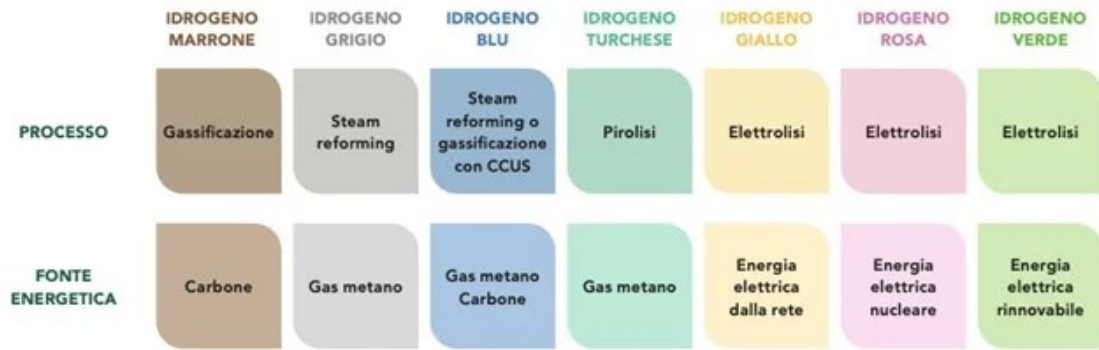 IDROGENO MARRONE
IDROGENO GRIGIO
IDROGENO BLU
IDROGENO TURCHESE
IDROGENO GIALLO
IDROGENO ROSA
IDROGENO VERDE
PROCESSO
Gassificazione
Steam
reforming
Steam
reforming o
gassificazione
con CCUS
Pirolisi
Elettrolisi
Elettrolisi
Elettrolisi
FONTE
ENERGETICA
Carbone
Gas metano
Gas metano
Carbone
Gas metano
Energia
elettrica
dalla rete
Energia
elettrica
nucleare
Energia
elettrica
rinnovabile